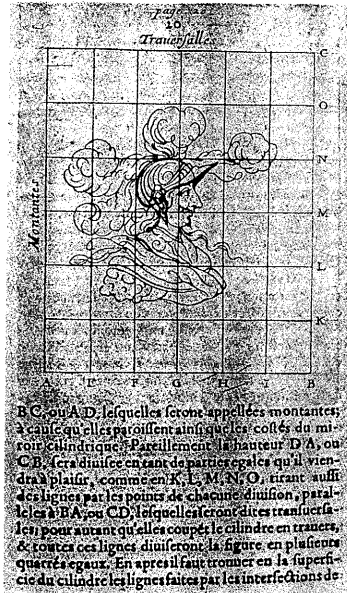 page 20
10
Trauersalles
C
O
N
M
Montantes
L
K
A E F G H I B
B C, ou A D, lesquelles seront appellées montantes;
à cause qu'elles paroissent ainsi que les costés du mi-
roir cilindrique. Pareillement la hauteur D A, ou
C B, sera diuisée en tant de parties egales qu'il vien-
dra à plaisir, comme en K, L, M, N, O, tirant aussi
des lignes par les points de chacune diuision, paral-
leles à B A, ou C D, lesquelles seront dites transuersa-
les, pour autant qu'elles coupét le cilindre en trauers,
& toutes ces lignes diuiseront la figure en plusieurs
quarrés egaux. En apres il faut trouuer en la superfi-
cie du cilindre les lignes faites par les intersections de